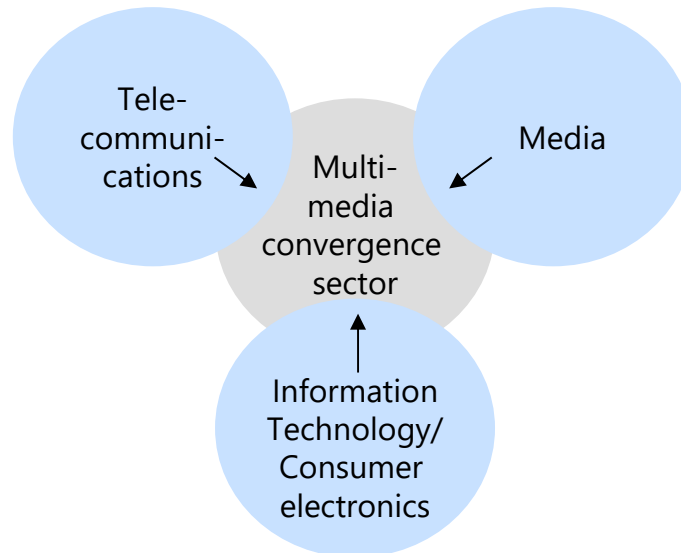 Tele-
communi-
cations
Media
Multi-
media
convergence
sector
Information
Technology/
Consumer
electronics